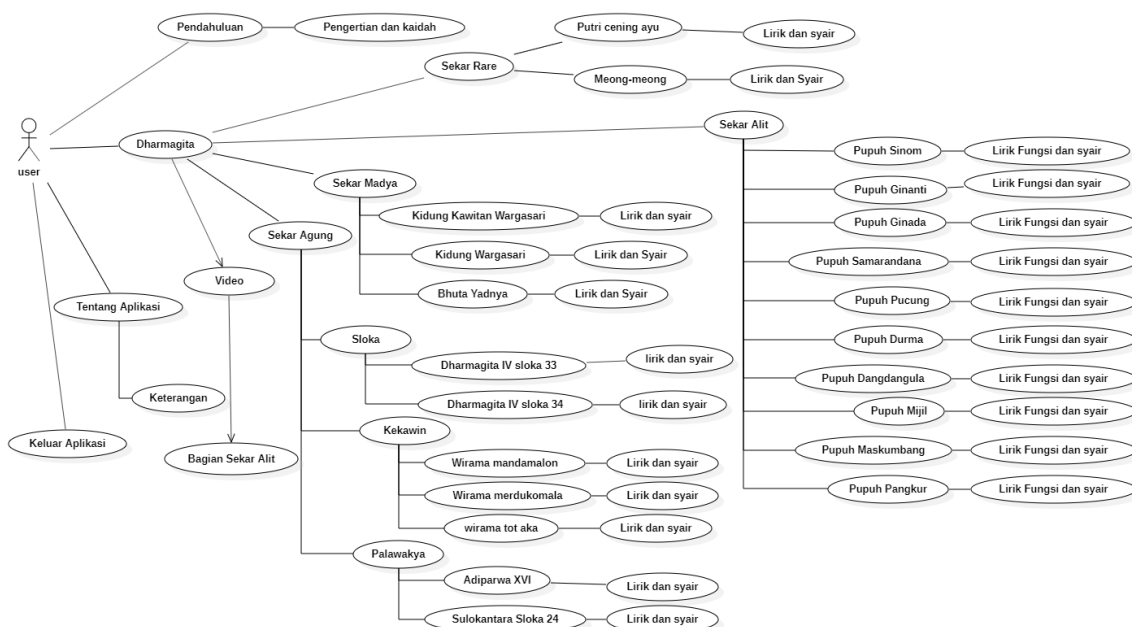 Pendahuluan
Pengertian dan kaidah
Putri cening ayu
Lirik dan syair
Sekar Rare
Meong-meong
Lirik dan Syair
user
Dharmagita
Sekar Alit
Pupuh Sinom
Lirik Fungsi dan syair
Pupuh Ginanti
Lirik Fungsi dan syair
Pupuh Ginada
Lirik Fungsi dan syair
Pupuh Samarandana
Lirik Fungsi dan syair
Pupuh Pucung
Lirik Fungsi dan syair
Pupuh Durma
Lirik Fungsi dan syair
Pupuh Dangdangula
Lirik Fungsi dan syair
Pupuh Mijil
Lirik Fungsi dan syair
Pupuh Maskumbang
Lirik Fungsi dan syair
Pupuh Pangkur
Lirik Fungsi dan syair
Sekar Madya
Kidung Kawitan Wargasari
Lirik dan syair
Kidung Wargasari
Lirik dan Syair
Bhuta Yadnya
Lirik dan Syair
Sekar Agung
Sloka
Dharmagita IV sloka 33
lirik dan syair
Dharmagita IV sloka 34
lirik dan syair
Kekawin
Wirama mandamalon
Lirik dan syair
Wirama merdukomala
Lirik dan syair
wirama tot aka
Lirik dan syair
Palawakya
Adiparwa XVI
Lirik dan syair
Sulokantara Sloka 24
Lirik dan syair
Video
Bagian Sekar Alit
Tentang Aplikasi
Keterangan
Keluar Aplikasi